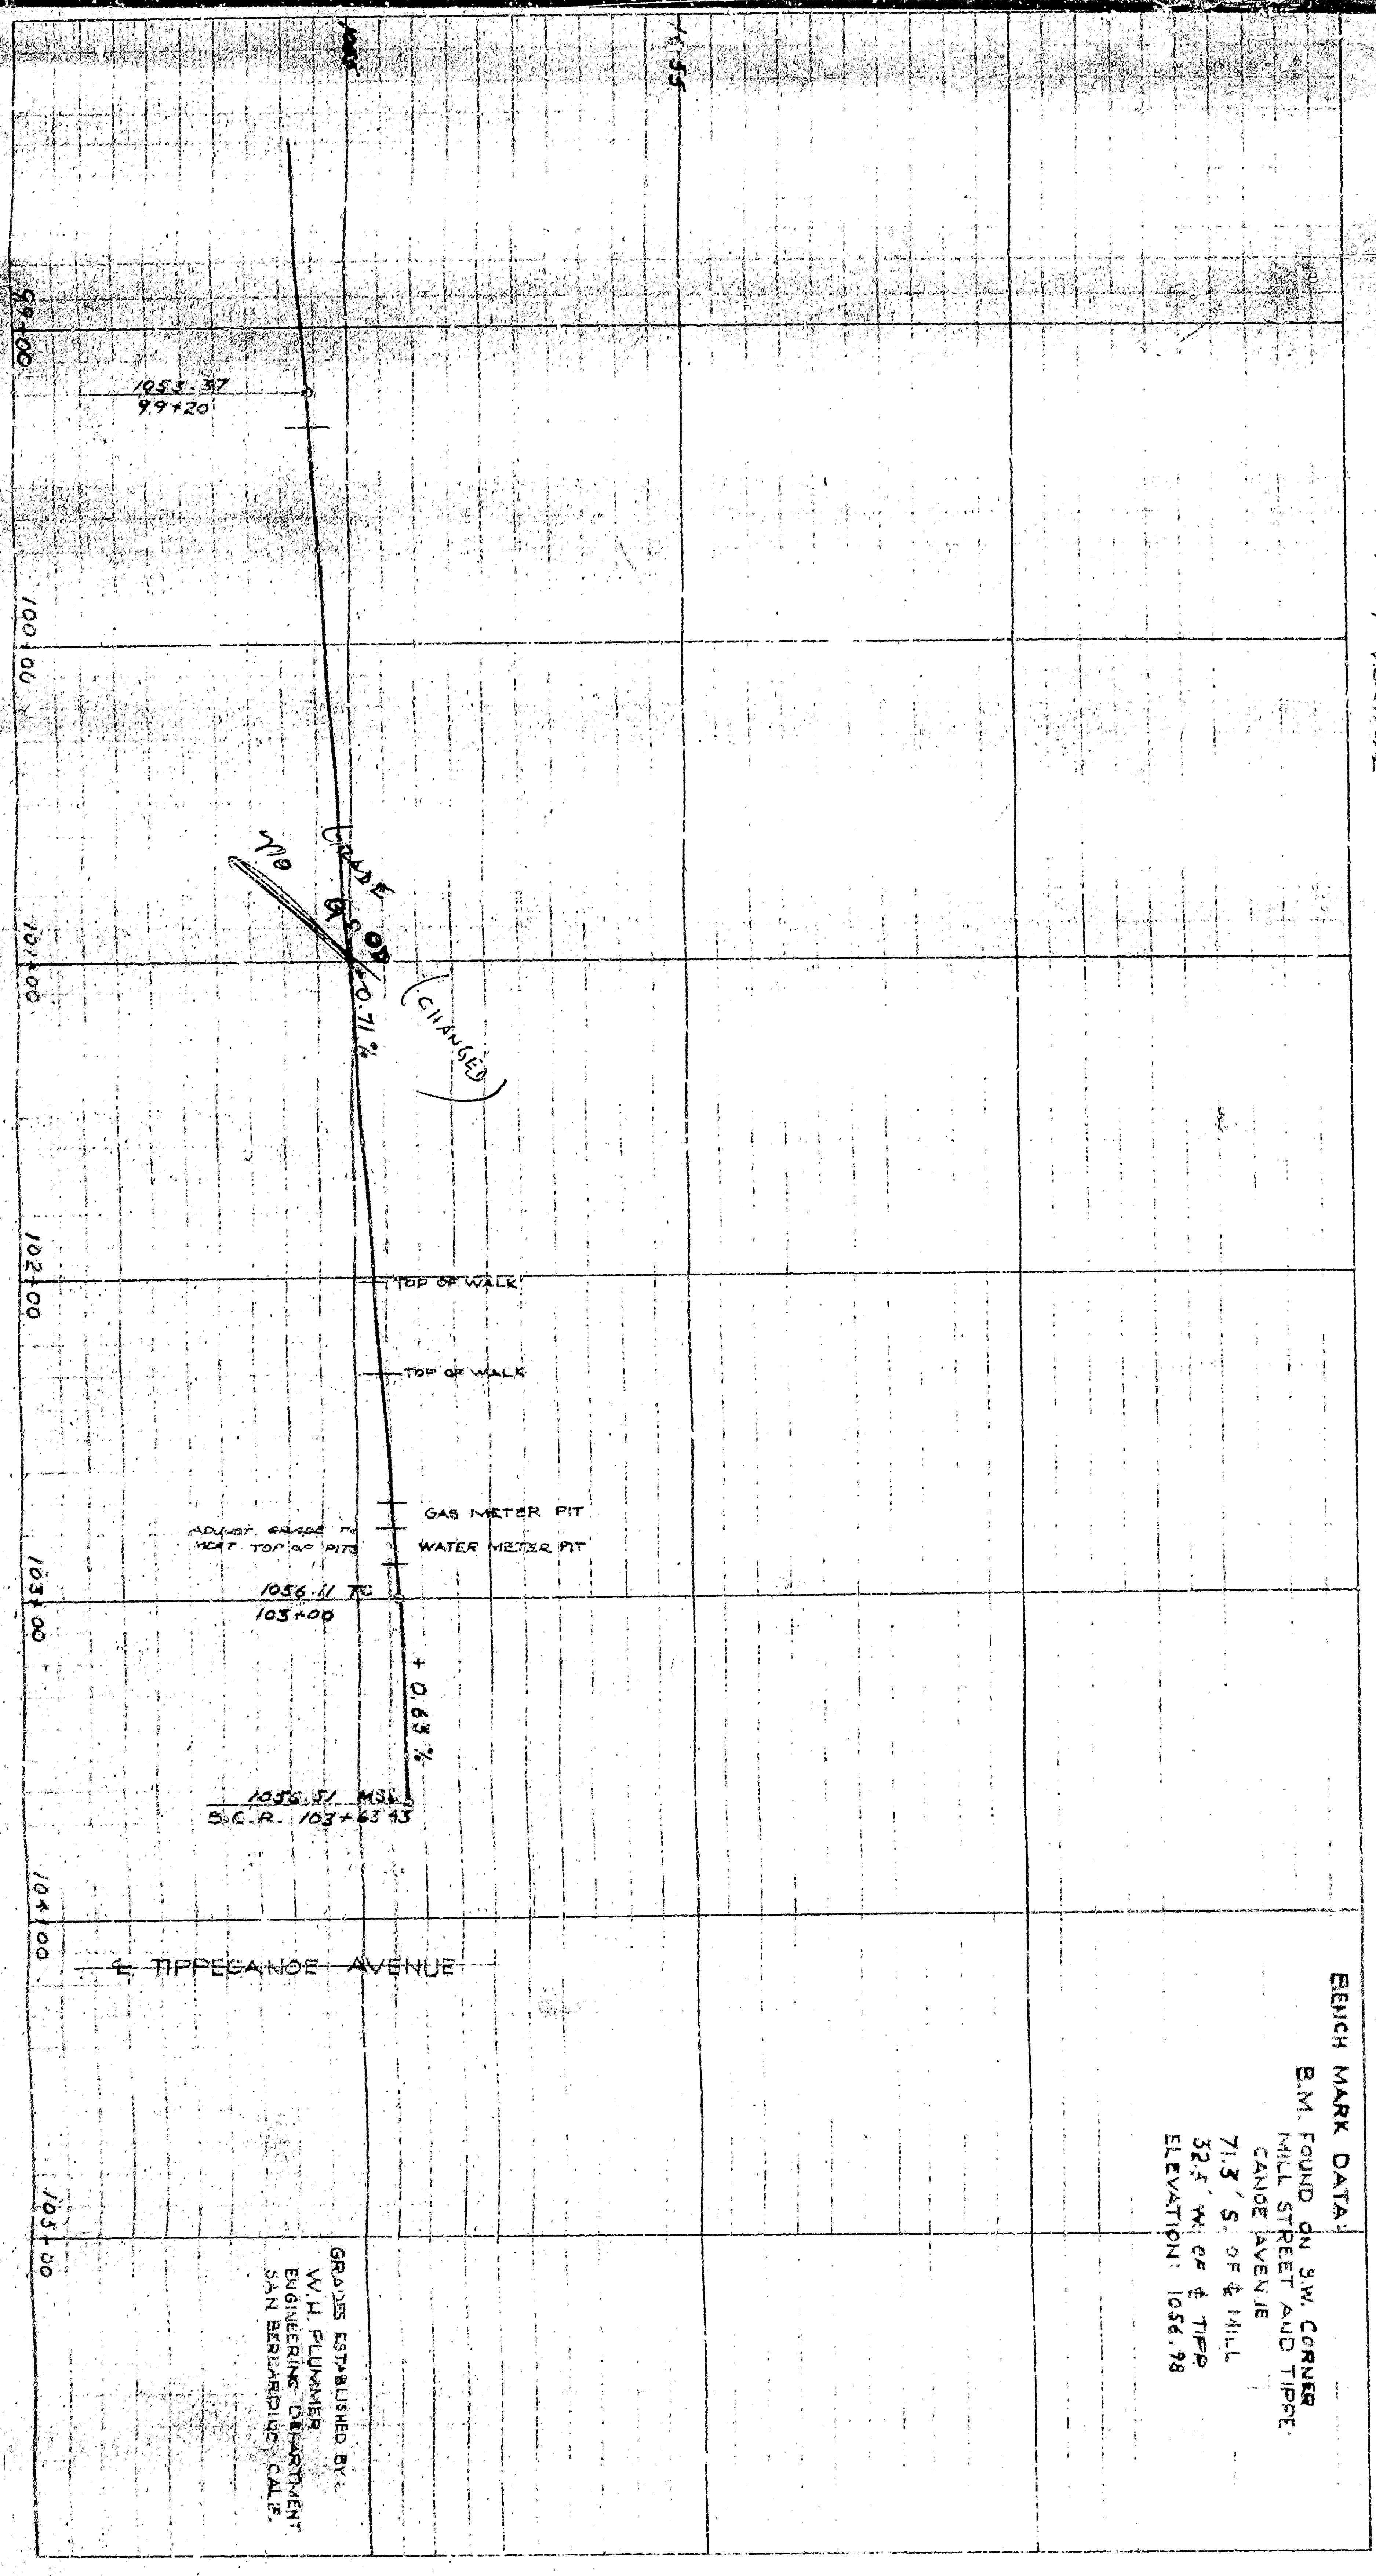 1055
99+00
1053.37
99+20
100+00
NO
GRADE
101+00
+0.71%
(CHANGED)
102+00
TOP OF WALK
TOP OF WALK
GAS METER PIT
ADJUST. GRADE TO
MEET TOP OF PITS
WATER METER PIT
103+00
1056.11 TC
103+00
+ 0.63 %
1056.51 MSL
B.C.R. 103+63.43
104+00
℄ TIPPECANOE AVENUE
BENCH MARK DATA:
B.M. FOUND ON S.W. CORNER
MILL STREET AND TIPPE-
CANOE AVENUE
71.3' S. OF ℄ MILL
32.5' W. OF ℄ TIPP
ELEVATION: 1056.98
105+00
GRADES ESTABLISHED BY:
W.H. PLUMMER
ENGINEERING DEPARTMENT
SAN BERNARDINO, CALIF.